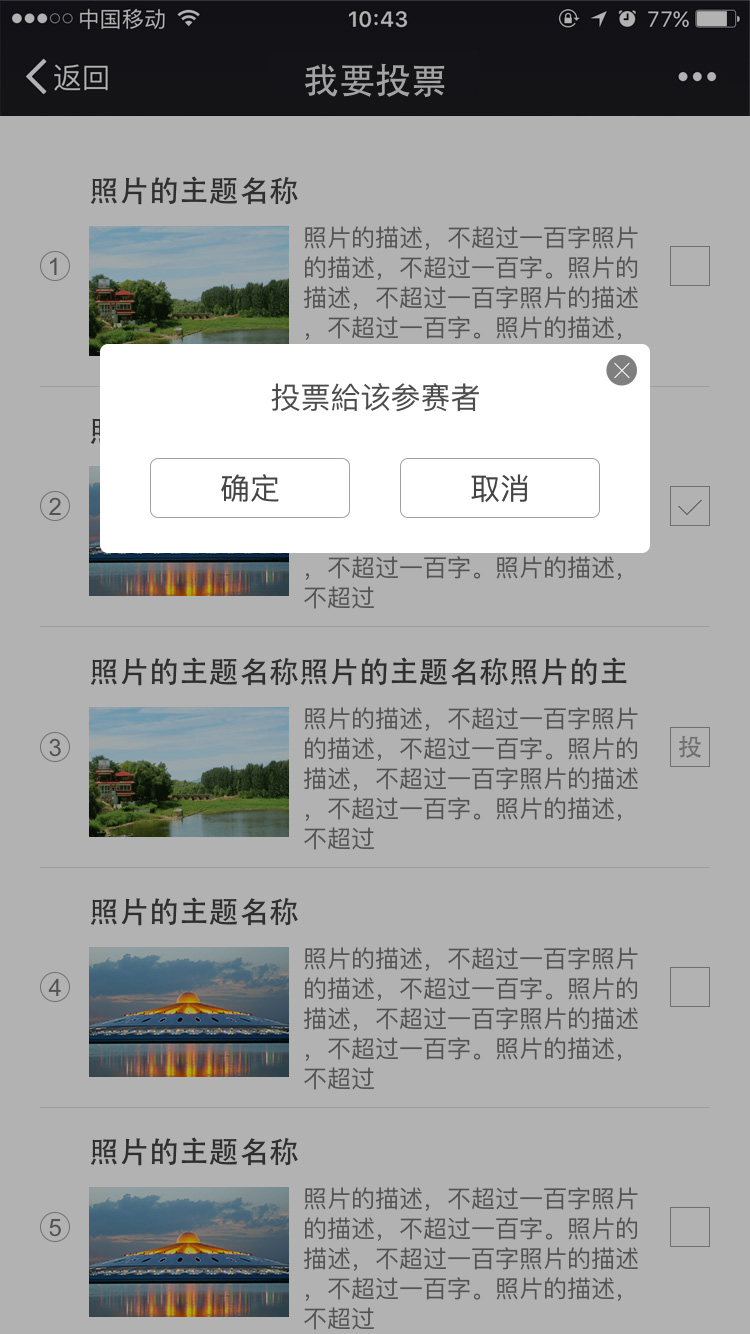 中国移动 10:43 77%
返回 我要投票
照片的主题名称
1
照片的描述，不超过一百字照片
的描述，不超过一百字。照片的
描述，不超过一百字照片的描述
，不超过一百字。照片的描述，
投票給该参赛者
确定 取消
2
，不超过一百字。照片的描述，
不超过
照片的主题名称照片的主题名称照片的主
3
照片的描述，不超过一百字照片
的描述，不超过一百字。照片的
描述，不超过一百字照片的描述
，不超过一百字。照片的描述，
不超过
投
照片的主题名称
4
照片的描述，不超过一百字照片
的描述，不超过一百字。照片的
描述，不超过一百字照片的描述
，不超过一百字。照片的描述，
不超过
照片的主题名称
5
照片的描述，不超过一百字照片
的描述，不超过一百字。照片的
描述，不超过一百字照片的描述
，不超过一百字。照片的描述，
不超过